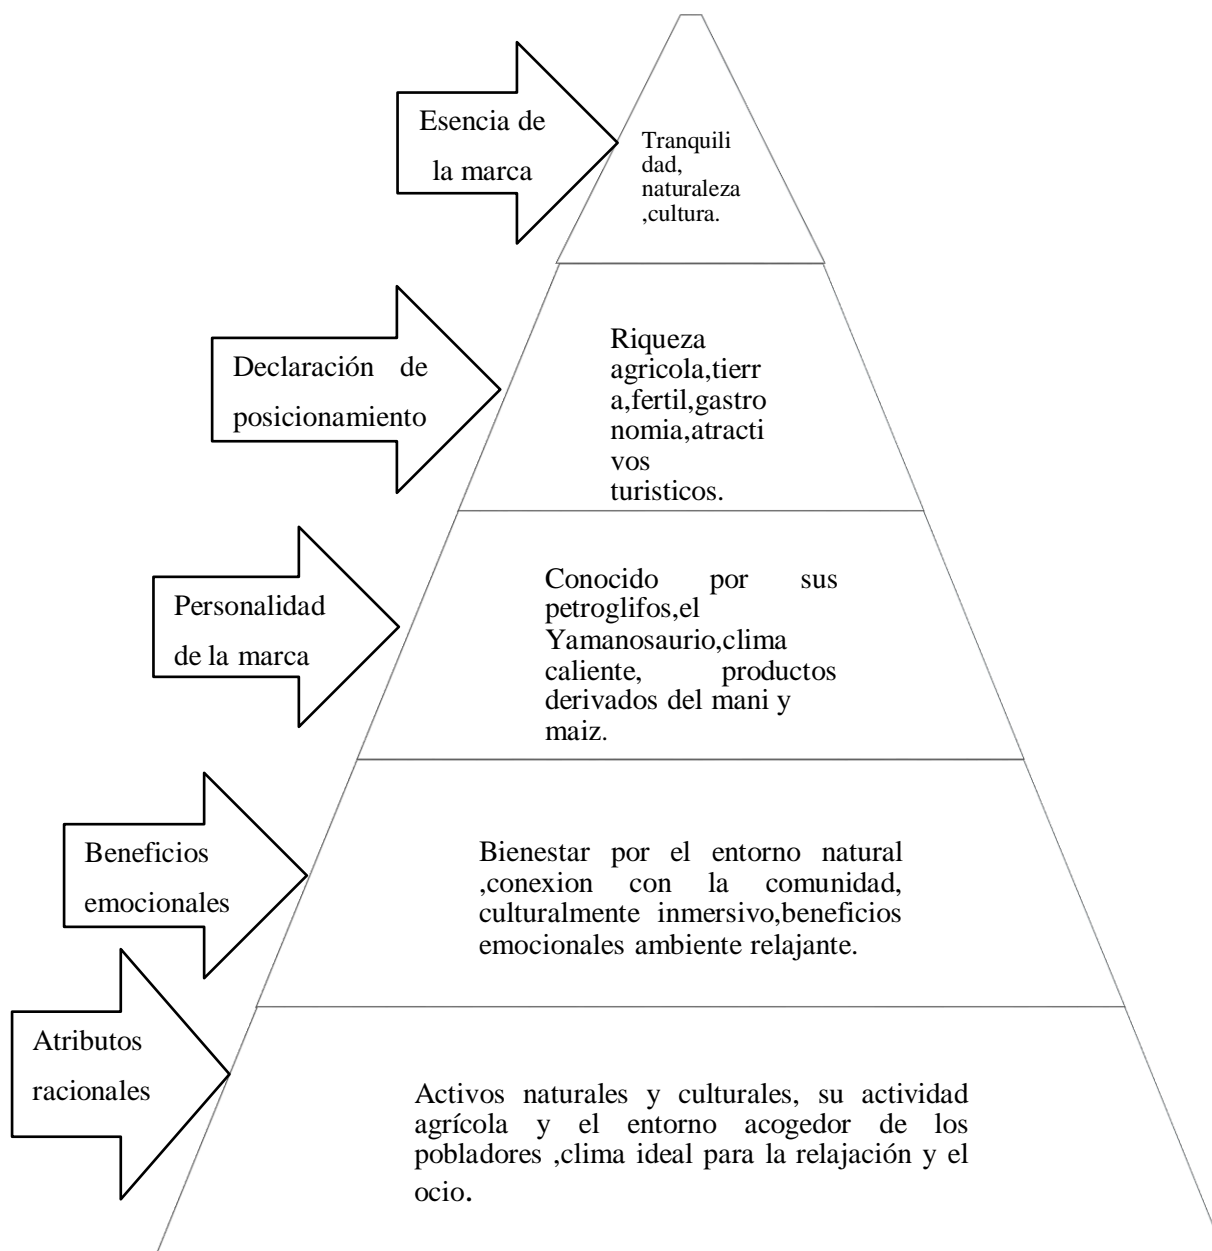 Esencia de
la marca
Tranquili
dad,
naturaleza
,cultura.
Declaración de
posicionamiento
Riqueza
agricola,tierr
a,fertil,gastro
nomia,atracti
vos
turisticos.
Personalidad
de la marca
Conocido por sus
petroglifos,el
Yamanosaurio,clima
caliente, productos
derivados del mani y
maiz.
Beneficios
emocionales
Bienestar por el entorno natural
,conexion con la comunidad,
culturalmente inmersivo,beneficios
emocionales ambiente relajante.
Atributos
racionales
Activos naturales y culturales, su actividad
agrícola y el entorno acogedor de los
pobladores ,clima ideal para la relajación y el
ocio.